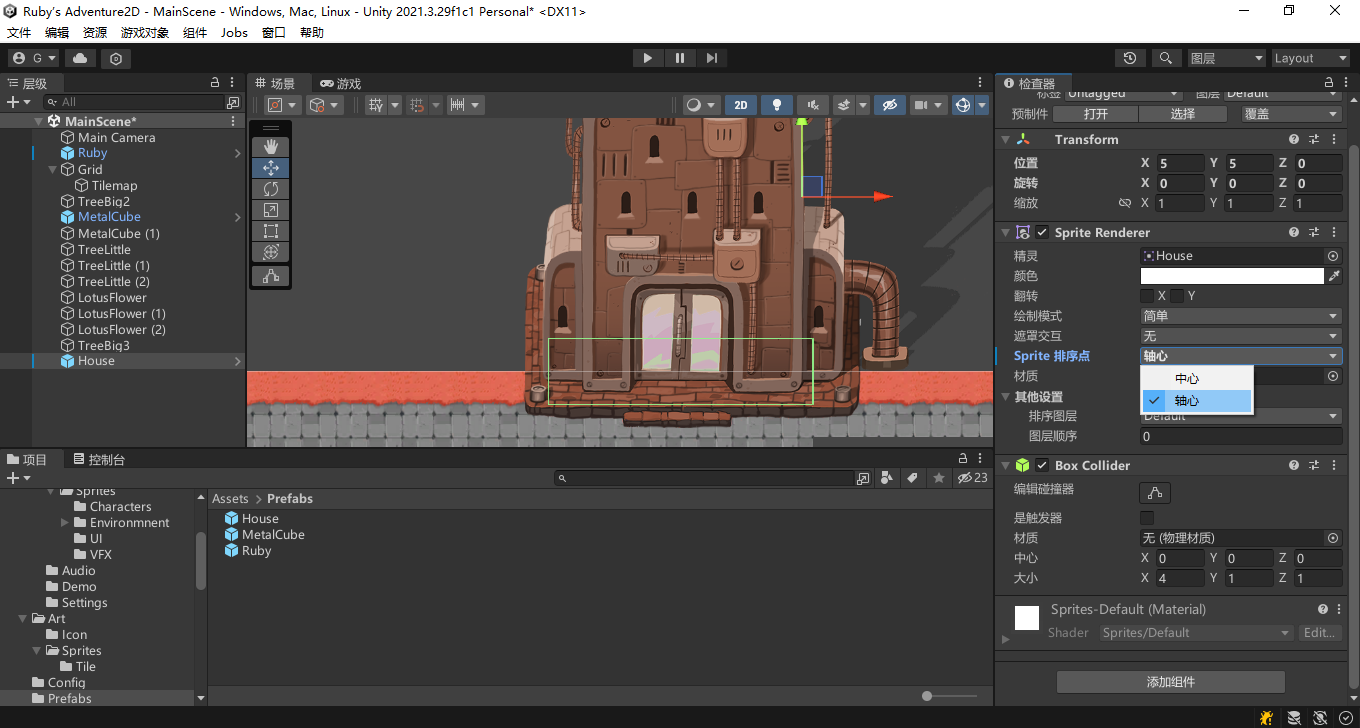 Ruby's Adventure2D - MainScene - Windows, Mac, Linux - Unity 2021.3.29f1c1 Personal* <DX11>
文件 编辑 资源 游戏对象 组件 Jobs 窗口 帮助
G 图层 Layout
层级
All
MainScene*
Main Camera
Ruby
Grid
Tilemap
TreeBig2
MetalCube
MetalCube (1)
TreeLittle
TreeLittle (1)
TreeLittle (2)
LotusFlower
LotusFlower (1)
LotusFlower (2)
TreeBig3
House
场景 游戏
2D
检查器
标签 Untagged 图层 Default
预制件 打开 选择 覆盖
Transform
位置 X 5 Y 5 Z 0
旋转 X 0 Y 0 Z 0
缩放 X 1 Y 1 Z 1
Sprite Renderer
精灵 House
颜色
翻转 X Y
绘制模式 简单
遮罩交互 无
Sprite 排序点 轴心
中心
轴心
材质
其他设置
排序图层 Default
图层顺序 0
Box Collider
编辑碰撞器
是触发器
材质 无 (物理材质)
中心 X 0 Y 0 Z 0
大小 X 4 Y 1 Z 1
Sprites-Default (Material)
Shader Sprites/Default Edit...
添加组件
项目 控制台
23
Sprites
Characters
Environmnent
UI
VFX
Audio
Demo
Settings
Art
Icon
Sprites
Tile
Config
Prefabs
Assets > Prefabs
House
MetalCube
Ruby